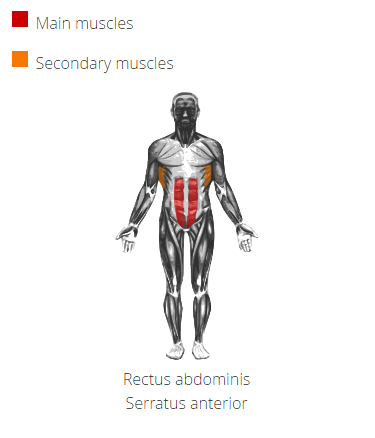 Main muscles
Secondary muscles
Rectus abdominis
Serratus anterior